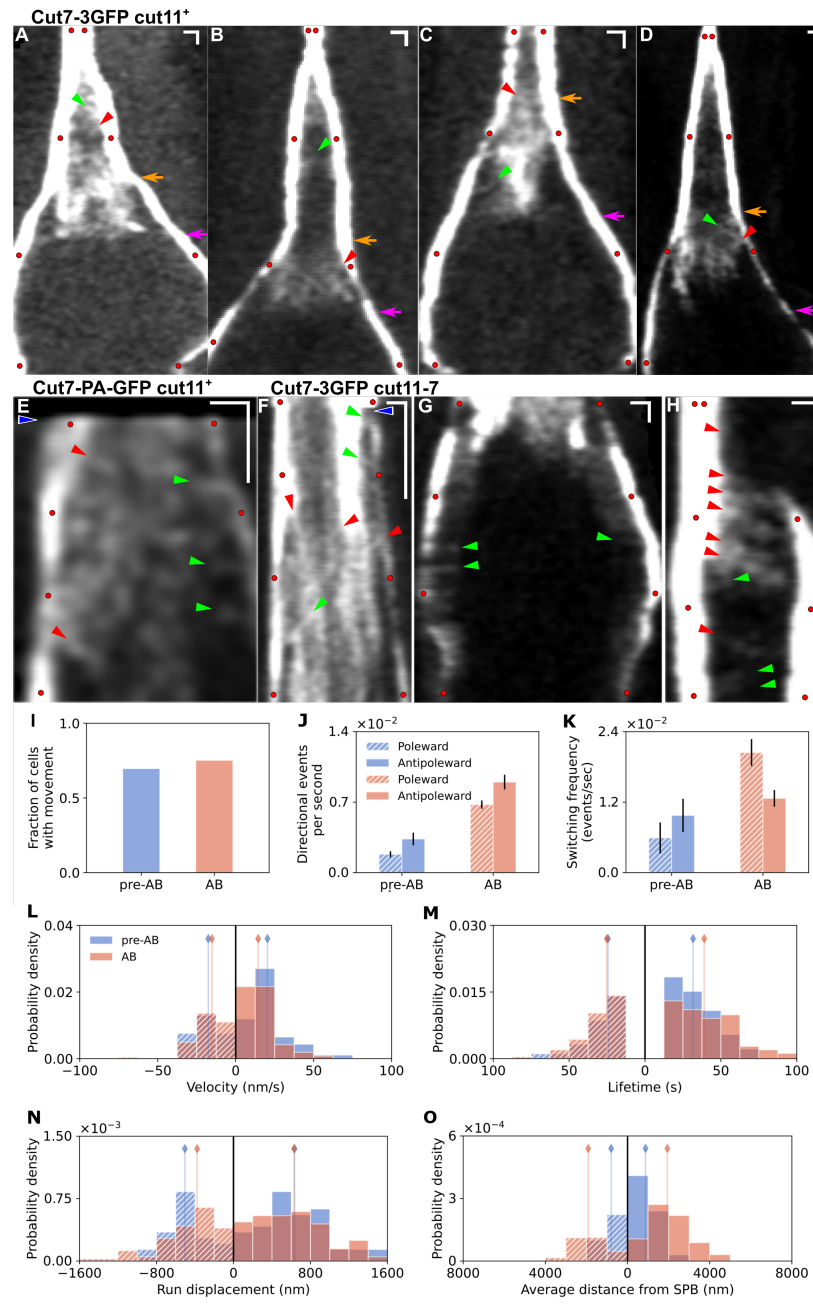 Cut7-3GFP cut11+
A B C D
Cut7-PA-GFP cut11+ Cut7-3GFP cut11-7
E F G H
I J K
1.0
0.5
0.0
Fraction of cells
with movement
pre-AB AB
×10⁻²
1.4
0.7
0.0
Directional events
per second
Poleward
Antipoleward
Poleward
Antipoleward
pre-AB AB
×10⁻²
2.4
1.2
0.0
Switching frequency
(events/sec)
pre-AB AB
L M
0.04
0.02
0.00
Probability density
pre-AB
AB
−100 −50 0 50 100
Velocity (nm/s)
0.030
0.015
0.000
Probability density
100 50 0 50 100
Lifetime (s)
N O
×10⁻³
1.50
0.75
0.00
Probability density
−1600 −800 0 800 1600
Run displacement (nm)
×10⁻⁴
6
3
0
Probability density
8000 4000 0 4000 8000
Average distance from SPB (nm)